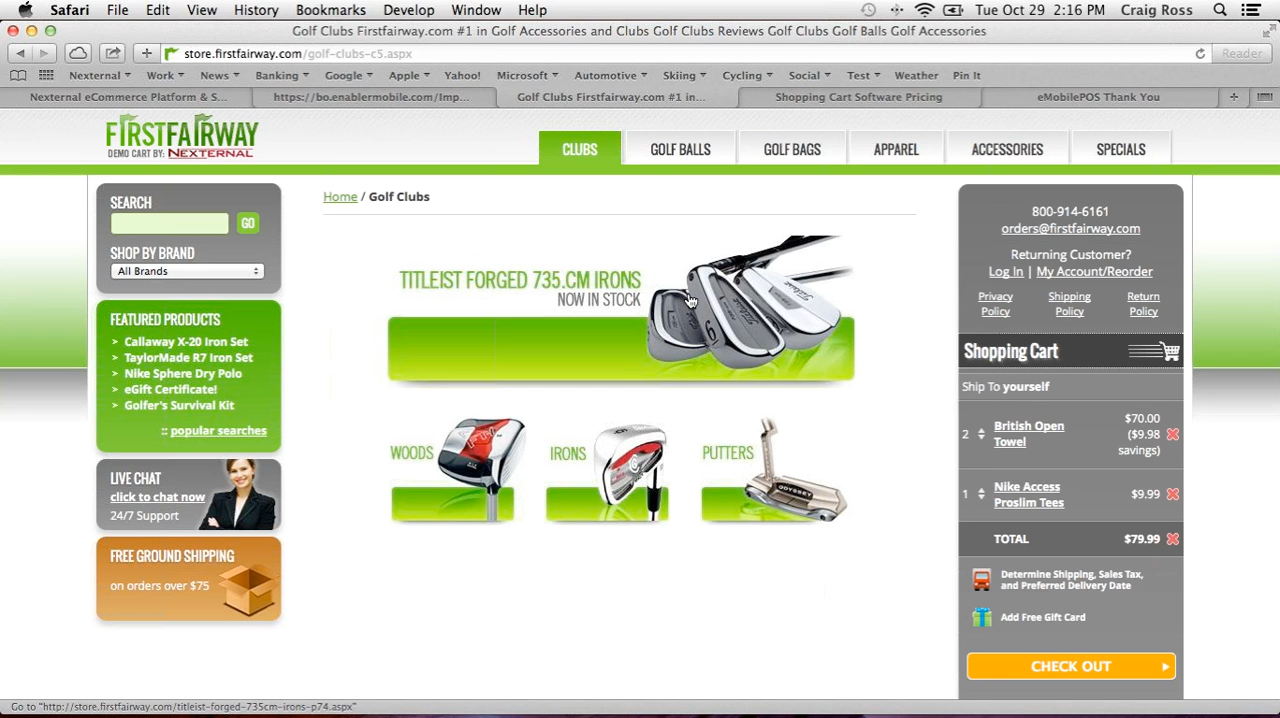 Safari File Edit View History Bookmarks Develop Window Help Tue Oct 29 2:16 PM Craig Ross
Golf Clubs Firstfairway.com #1 in Golf Accessories and Clubs Golf Clubs Reviews Golf Clubs Golf Balls Golf Accessories
store.firstfairway.com/golf-clubs-c5.aspx Reader
Nexternal Work News Banking Google Apple Yahoo! Microsoft Automotive Skiing Cycling Social Test Weather Pin It
Nexternal eCommerce Platform & S... https://bo.enablermobile.com/Imp... Golf Clubs Firstfairway.com #1 in... Shopping Cart Software Pricing eMobilePOS Thank You
FIRSTFAIRWAY
DEMO CART BY: NEXTERNAL
CLUBS GOLF BALLS GOLF BAGS APPAREL ACCESSORIES SPECIALS
SEARCH
GO
SHOP BY BRAND
All Brands
FEATURED PRODUCTS
> Callaway X-20 Iron Set
> TaylorMade R7 Iron Set
> Nike Sphere Dry Polo
> eGift Certificate!
> Golfer's Survival Kit
:: popular searches
LIVE CHAT
click to chat now
24/7 Support
FREE GROUND SHIPPING
on orders over $75
Home / Golf Clubs
TITLEIST FORGED 735.CM IRONS
NOW IN STOCK
WOODS
IRONS
PUTTERS
ODYSSEY
800-914-6161
orders@firstfairway.com
Returning Customer?
Log In | My Account/Reorder
Privacy Policy
Shipping Policy
Return Policy
Shopping Cart
Ship To yourself
2 British Open Towel $70.00 ($9.98 savings)
1 Nike Access Proslim Tees $9.99
TOTAL $79.99
Determine Shipping, Sales Tax,
and Preferred Delivery Date
Add Free Gift Card
CHECK OUT
Go to "http://store.firstfairway.com/titleist-forged-735cm-irons-p74.aspx"